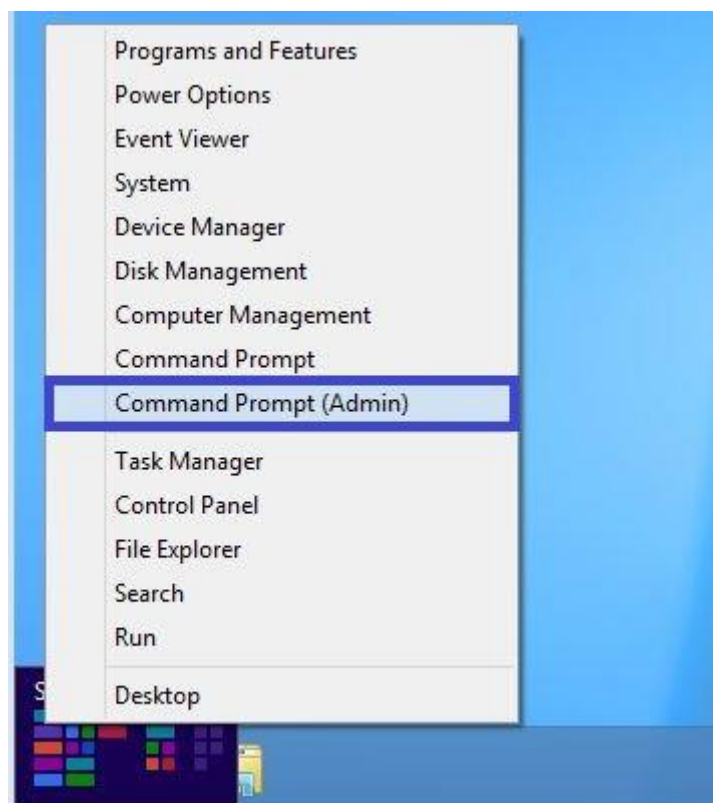 Programs and Features
Power Options
Event Viewer
System
Device Manager
Disk Management
Computer Management
Command Prompt
Command Prompt (Admin)
Task Manager
Control Panel
File Explorer
Search
Run
Desktop